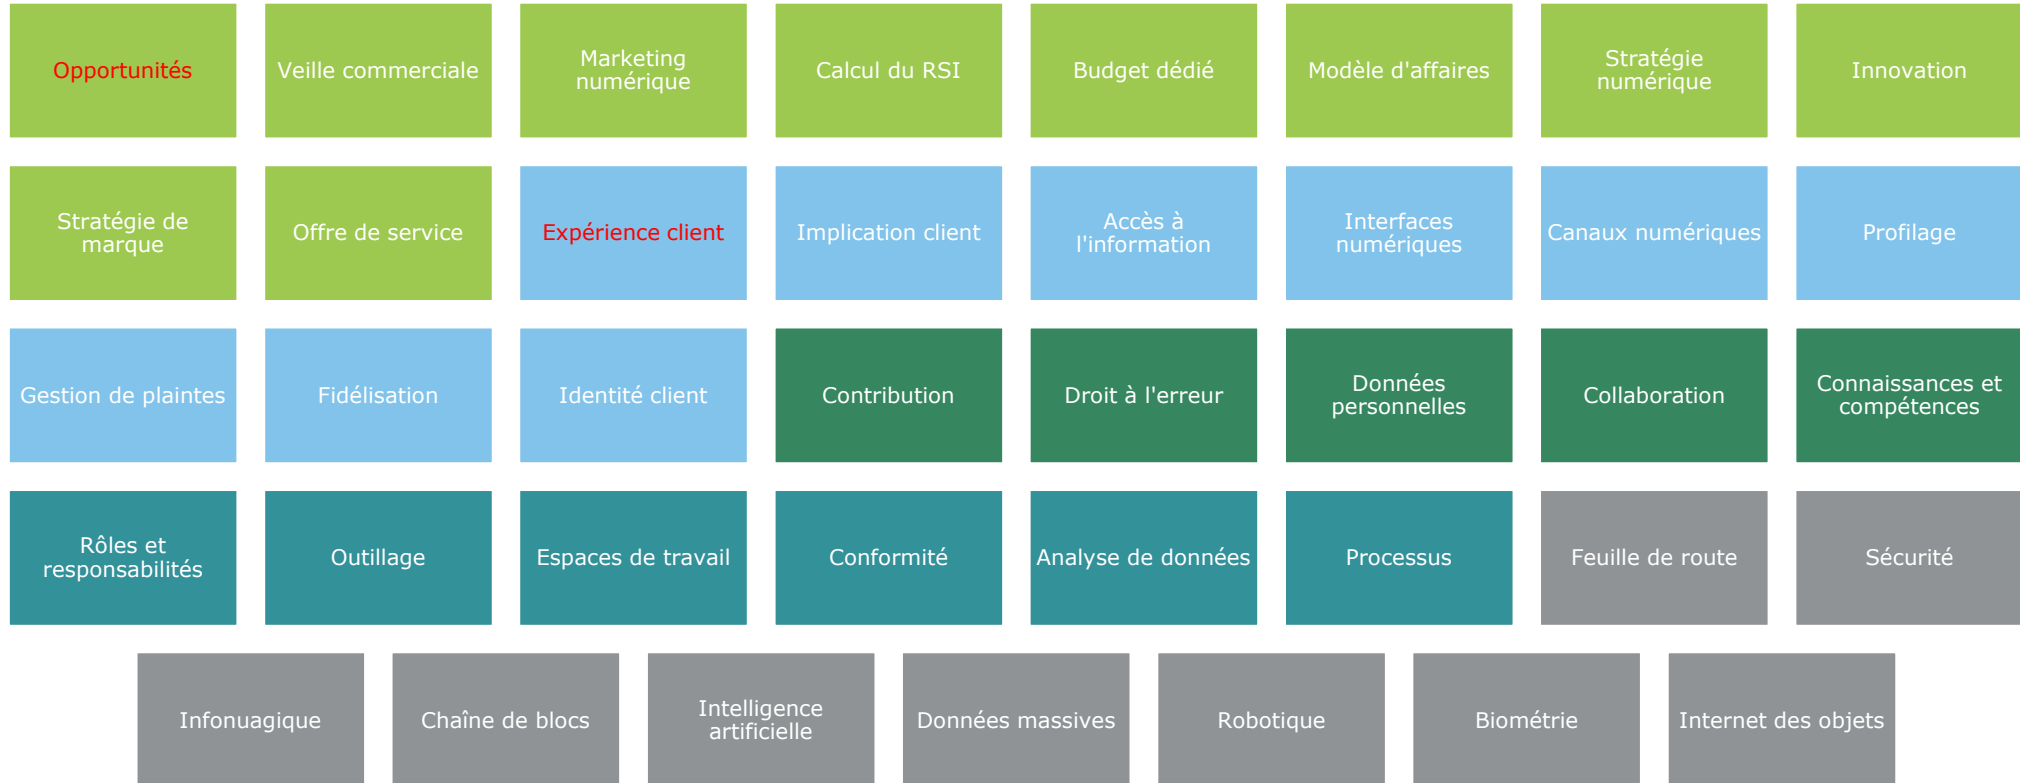 Opportunités
Veille commerciale
Marketing
numérique
Calcul du RSI
Budget dédié
Modèle d'affaires
Stratégie
numérique
Innovation
Stratégie de
marque
Offre de service
Expérience client
Implication client
Accès à
l'information
Interfaces
numériques
Canaux numériques
Profilage
Gestion de plaintes
Fidélisation
Identité client
Contribution
Droit à l'erreur
Données
personnelles
Collaboration
Connaissances et
compétences
Rôles et
responsabilités
Outillage
Espaces de travail
Conformité
Analyse de données
Processus
Feuille de route
Sécurité
Infonuagique
Chaîne de blocs
Intelligence
artificielle
Données massives
Robotique
Biométrie
Internet des objets